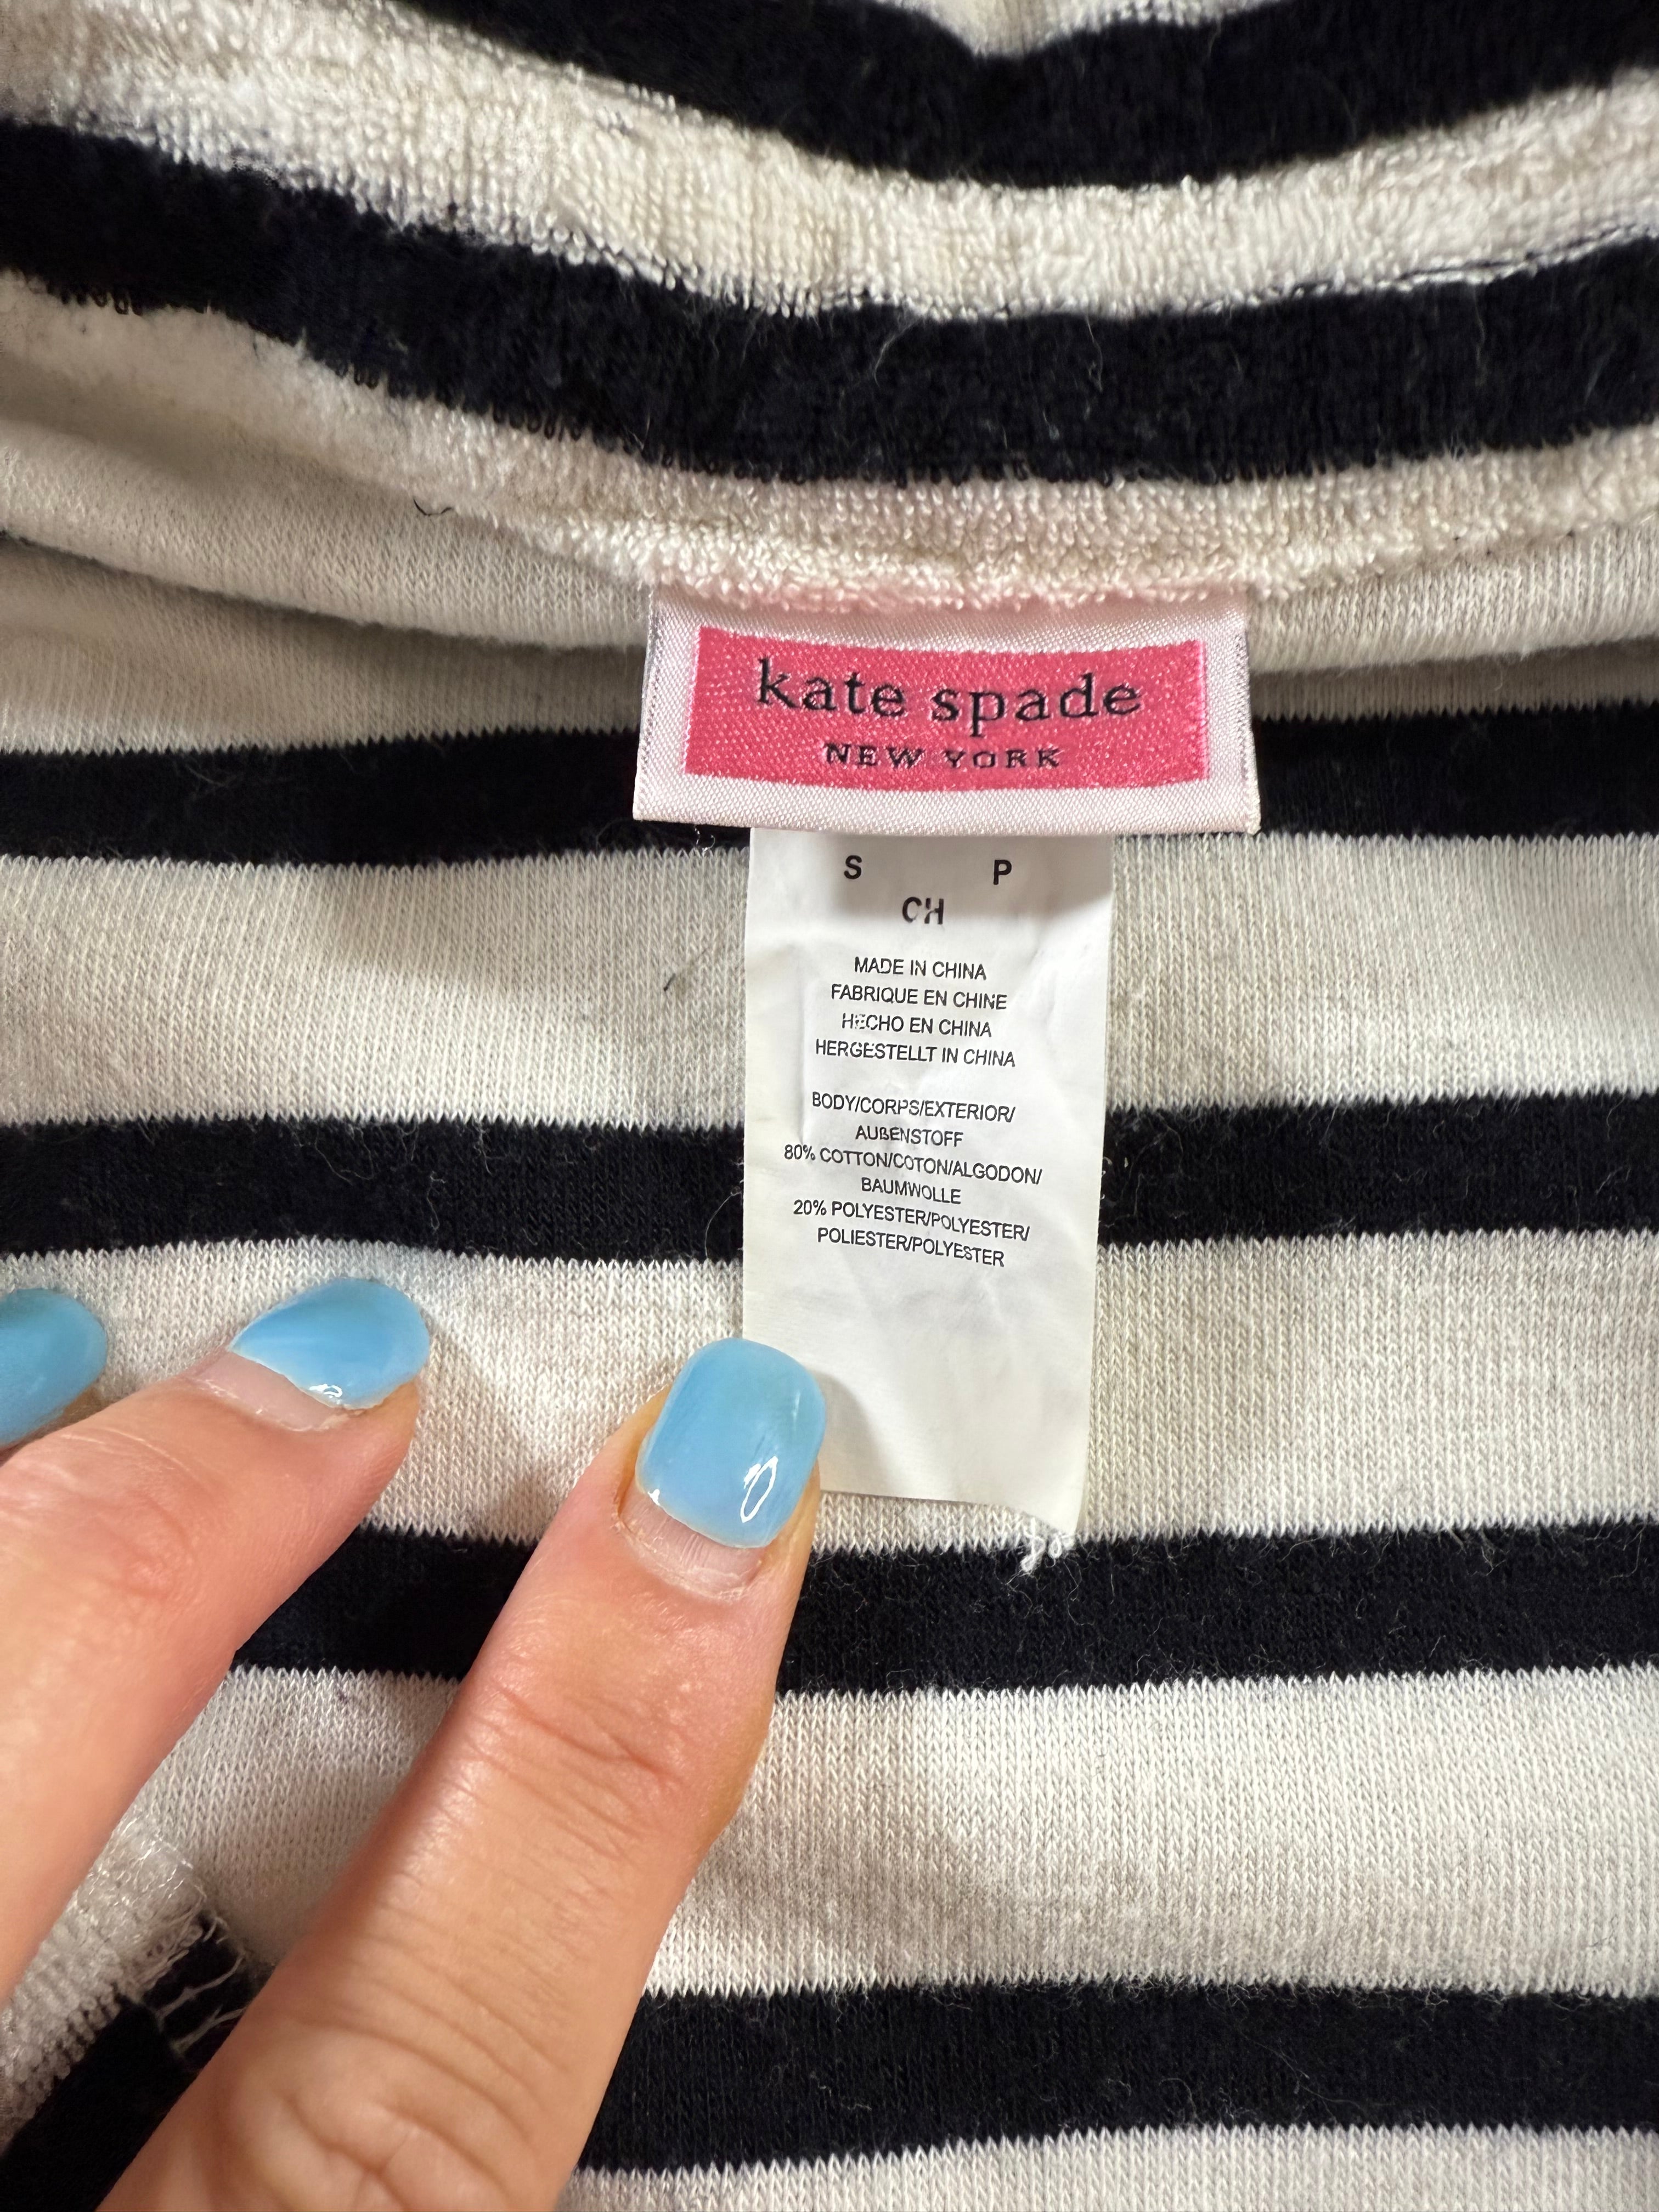 kate spade
NEW YORK
S P
CH
MADE IN CHINA
FABRIQUE EN CHINE
HECHO EN CHINA
HERGESTELLT IN CHINA
BODY/CORPS/EXTERIOR/
AUßENSTOFF
80% COTTON/COTON/ALGODON/
BAUMWOLLE
20% POLYESTER/POLYESTER/
POLIESTER/POLYESTER